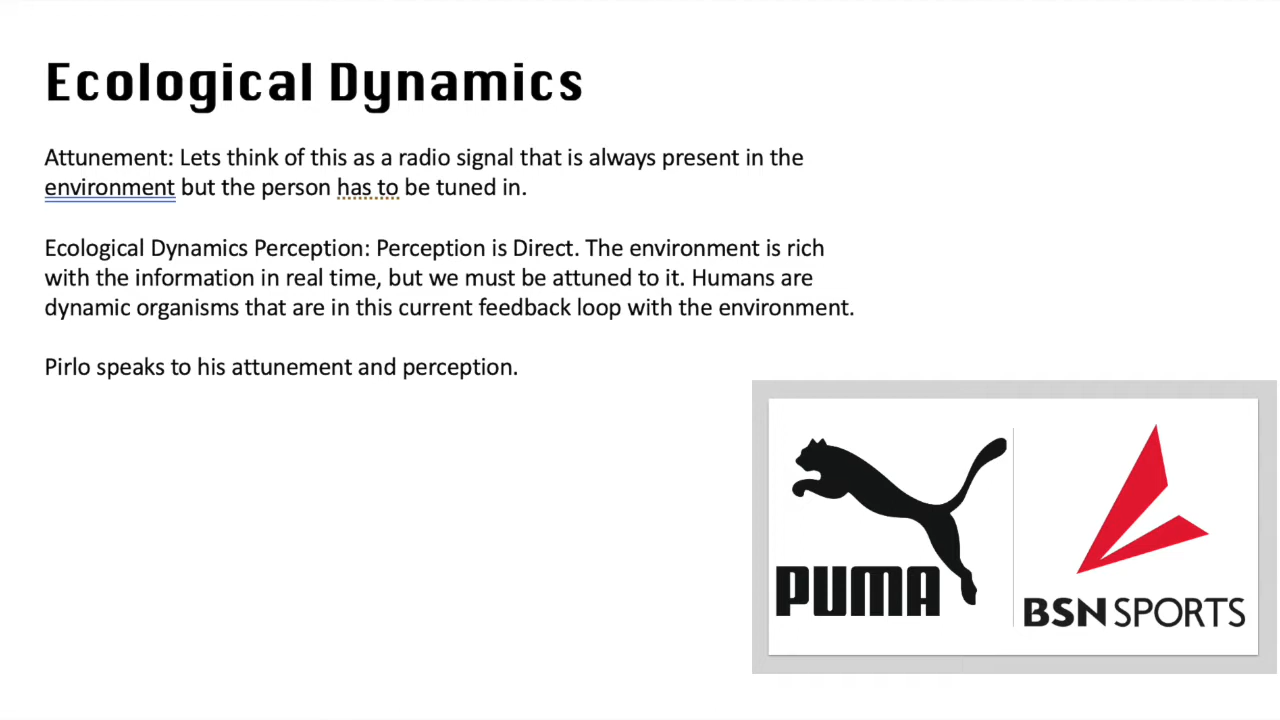 Ecological Dynamics
Attunement: Lets think of this as a radio signal that is always present in the
environment but the person has to be tuned in.
Ecological Dynamics Perception: Perception is Direct. The environment is rich
with the information in real time, but we must be attuned to it. Humans are
dynamic organisms that are in this current feedback loop with the environment.
Pirlo speaks to his attunement and perception.
PUMA
BSN SPORTS